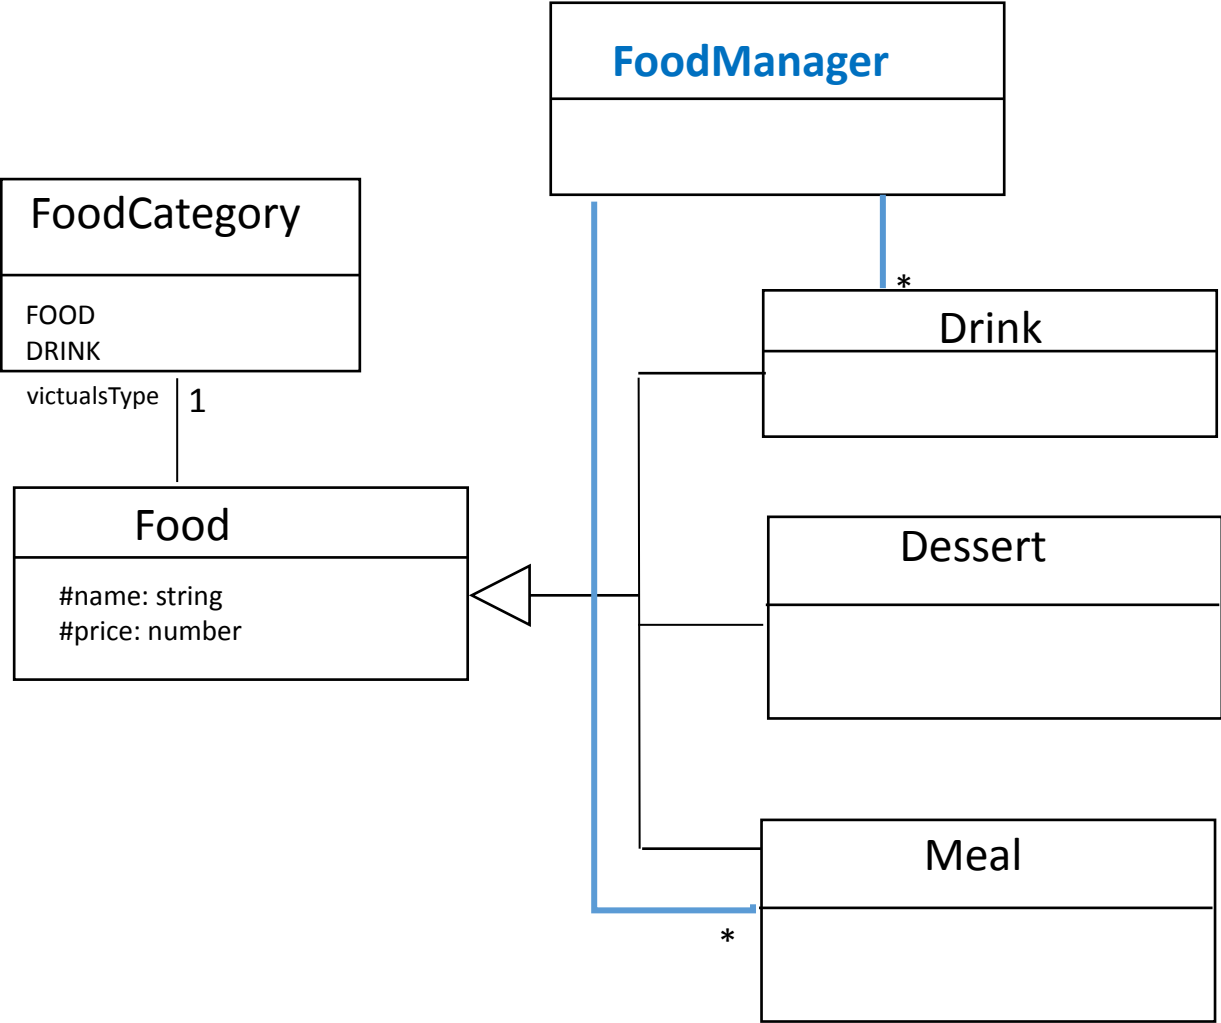 FoodManager
FoodCategory
FOOD
DRINK
victualsType
1
*
Drink
Food
#name: string
#price: number
Dessert
Meal
*